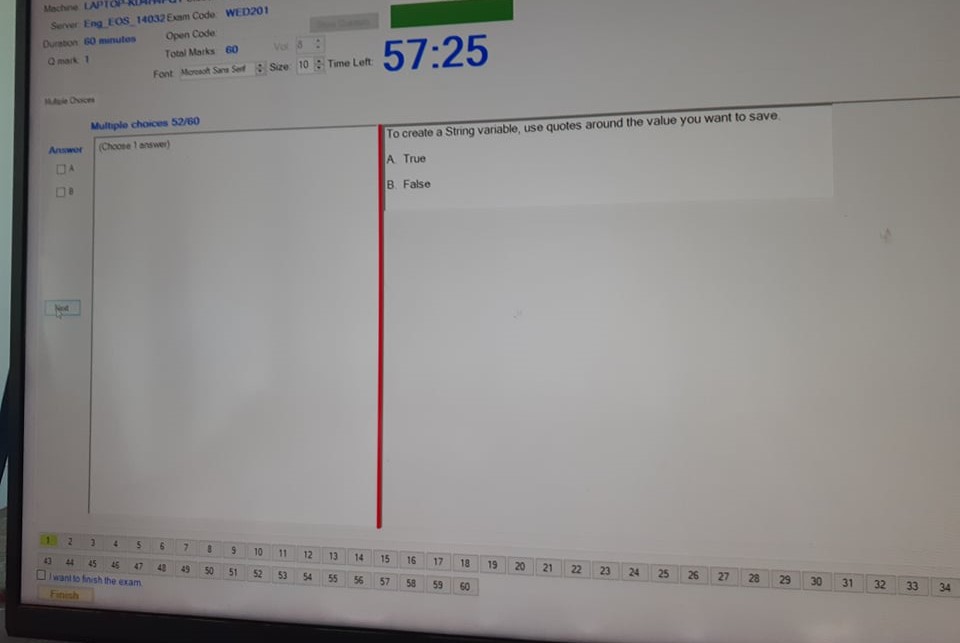 Machine LAPTOP-
Server: Eng_EOS_14032 Exam Code: WED201
Duration: 60 minutes Open Code:
Q mark 1 Total Marks: 60 Vol 8
Font: Microsoft Sans Serif Size: 10 Time Left: 57:25
Multiple Choices
Multiple choices 52/60
Answer (Choose 1 answer)
A
B
Next
To create a String variable, use quotes around the value you want to save.
A. True
B. False
1 2 3 4 5 6 7 8 9 10 11 12 13 14 15 16 17 18 19 20 21 22 23 24 25 26 27 28 29 30 31 32 33 34
43 44 45 46 47 48 49 50 51 52 53 54 55 56 57 58 59 60
I want to finish the exam.
Finish